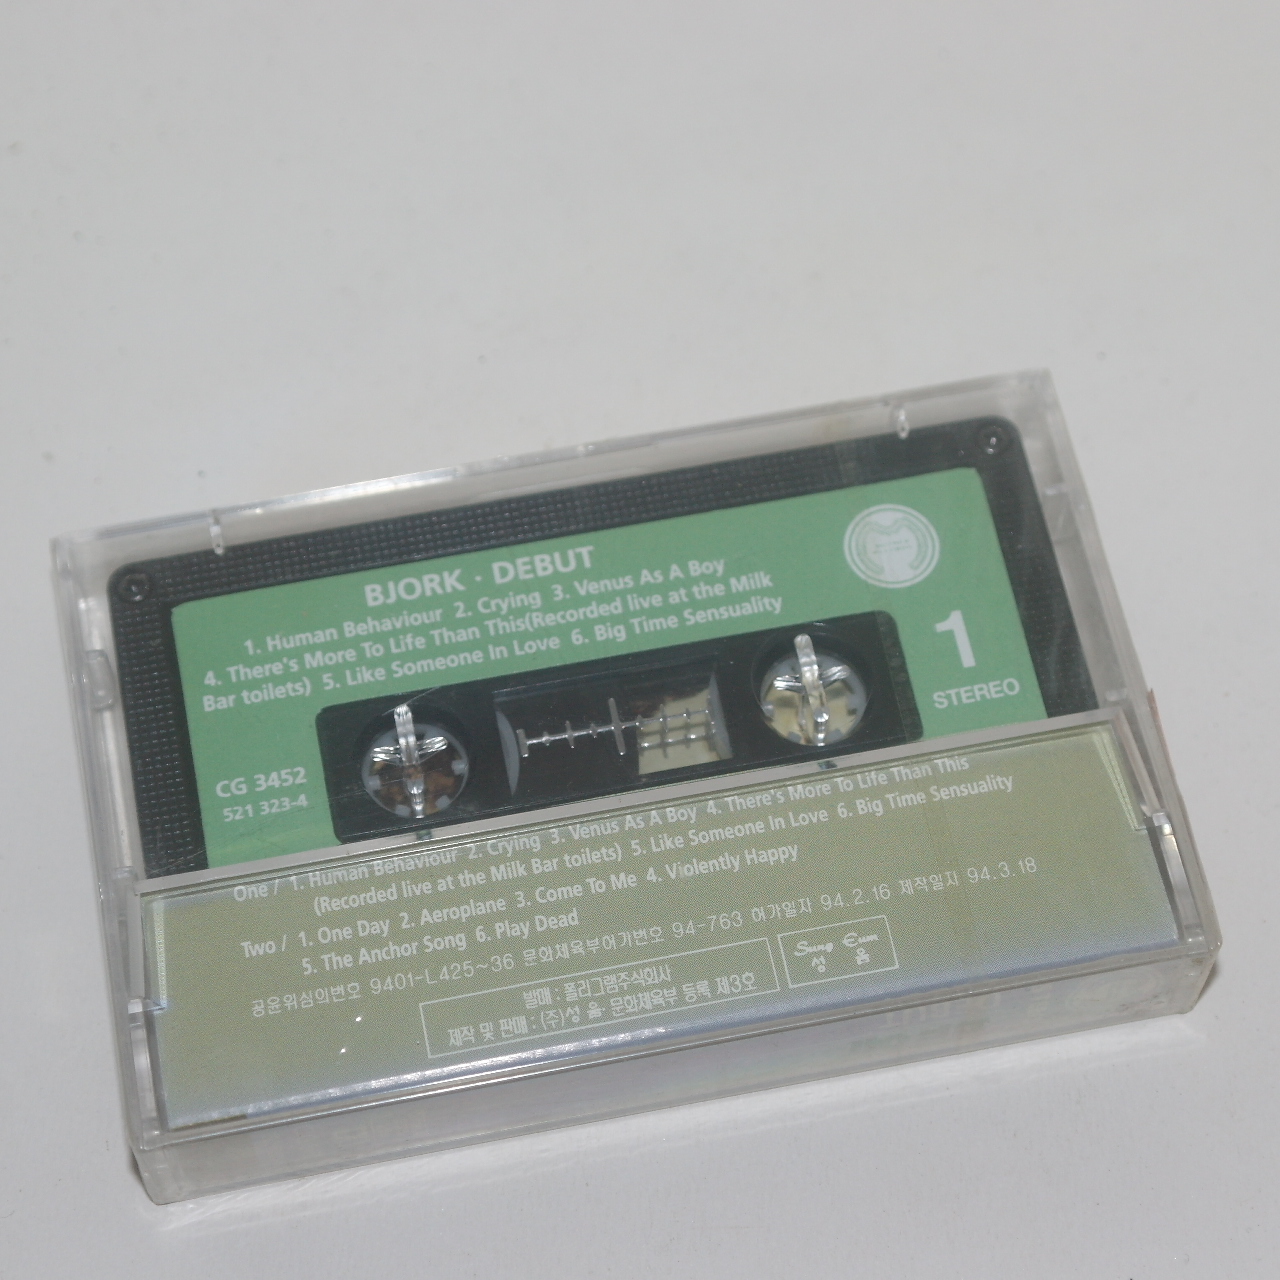 BJORK · DEBUT
1. Human Behaviour 2. Crying 3. Venus As A Boy
4. There's More To Life Than This(Recorded live at the Milk
Bar toilets) 5. Like Someone In Love 6. Big Time Sensuality
1
STEREO
CG 3452
521 323-4
One / 1. Human Behaviour 2. Crying 3. Venus As A Boy 4. There's More To Life Than This
(Recorded live at the Milk Bar toilets) 5. Like Someone In Love 6. Big Time Sensuality
Two / 1. One Day 2. Aeroplane 3. Come To Me 4. Violently Happy
5. The Anchor Song 6. Play Dead
공윤위심의번호 9401-L425~36 문화체육부허가번호 94-763 허가일자 94.2.16 제작일자 94.3.18
발매 : 폴리그램주식회사
제작 및 판매 : (주)성 음· 문화체육부 등록 제3호
Sung Eum
성 음